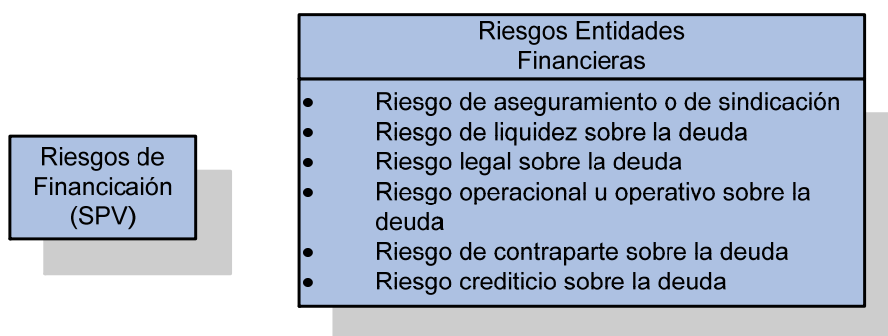 Riesgos de
Financicaión
(SPV)
Riesgos Entidades
Financieras
• Riesgo de aseguramiento o de sindicación
• Riesgo de liquidez sobre la deuda
• Riesgo legal sobre la deuda
• Riesgo operacional u operativo sobre la
deuda
• Riesgo de contraparte sobre la deuda
• Riesgo crediticio sobre la deuda